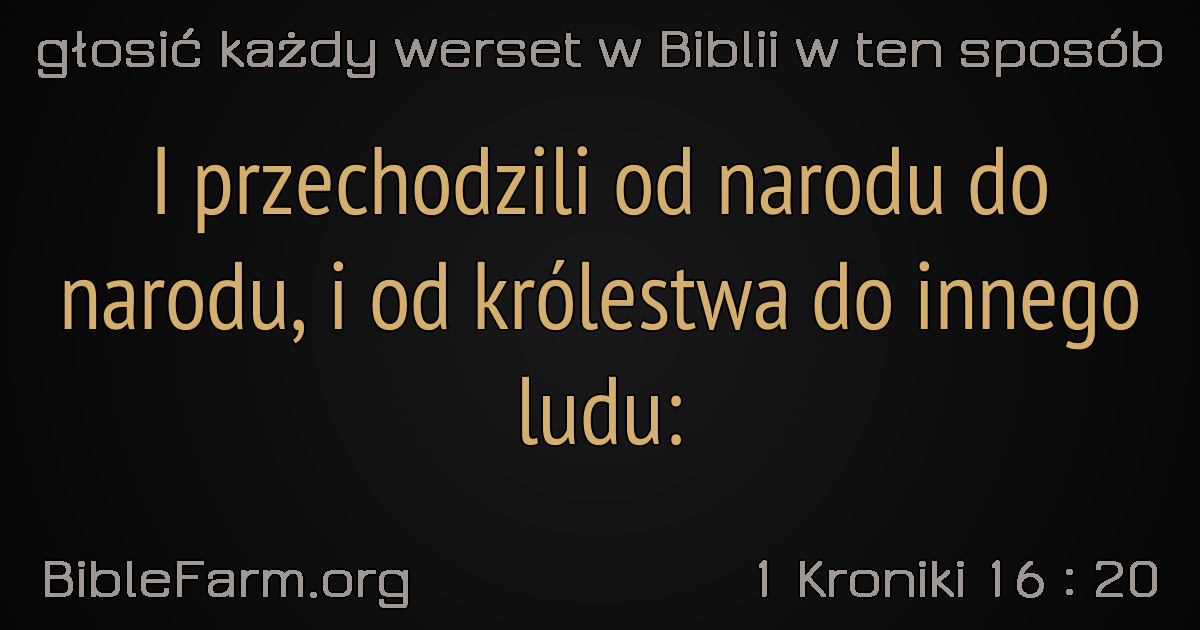 głosić każdy werset w Biblii w ten sposób
I przechodzili od narodu do
narodu, i od królestwa do innego
ludu:
BibleFarm.org
1 Kroniki 16 : 20